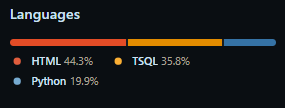 Languages
HTML 44.3% TSQL 35.8%
Python 19.9%